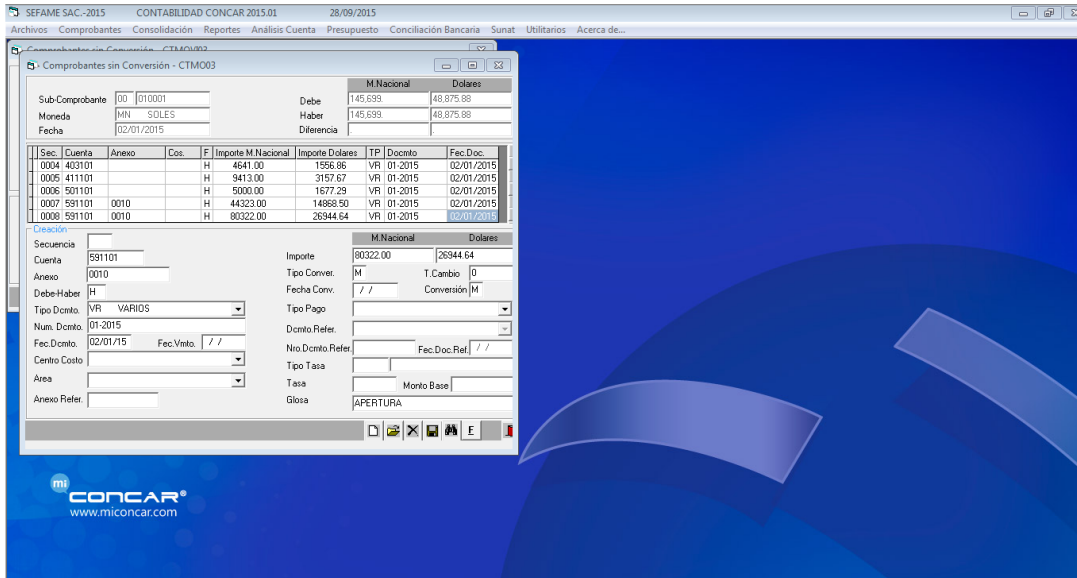 SEFAME SAC.-2015 CONTABILIDAD CONCAR 2015.01 28/09/2015
Archivos Comprobantes Consolidación Reportes Análisis Cuenta Presupuesto Conciliación Bancaria Sunat Utilitarios Acerca de...
Comprobantes sin Conversión - CTMO03
Comprobantes sin Conversión - CTMO03
M.Nacional Dolares
Sub-Comprobante 00 010001 Debe 145,699. 48,875.88
Moneda MN SOLES Haber 145,699. 48,875.88
Fecha 02/01/2015 Diferencia . .
Sec. Cuenta Anexo Cos. F Importe M.Nacional Importe Dolares TP Docmto Fec.Doc.
0004 403101 H 4641.00 1556.86 VR 01-2015 02/01/2015
0005 411101 H 9413.00 3157.67 VR 01-2015 02/01/2015
0006 501101 H 5000.00 1677.29 VR 01-2015 02/01/2015
0007 591101 0010 H 44323.00 14868.50 VR 01-2015 02/01/2015
0008 591101 0010 H 80322.00 26944.64 VR 01-2015 02/01/2015
Creación
M.Nacional Dolares
Secuencia
Cuenta 591101 Importe 80322.00 26944.64
Anexo 0010 Tipo Conver. M T.Cambio 0
Debe-Haber H Fecha Conv. / / Conversión M
Tipo Dcmto. VR VARIOS Tipo Pago
Num. Dcmto. 01-2015 Dcmto.Refer.
Fec.Dcmto. 02/01/15 Fec.Vmto. / / Nro.Dcmto.Refer. Fec.Doc.Ref. / /
Centro Costo Tipo Tasa
Area Tasa Monto Base
Anexo Refer. Glosa APERTURA
E
mi
CONCAR®
www.miconcar.com